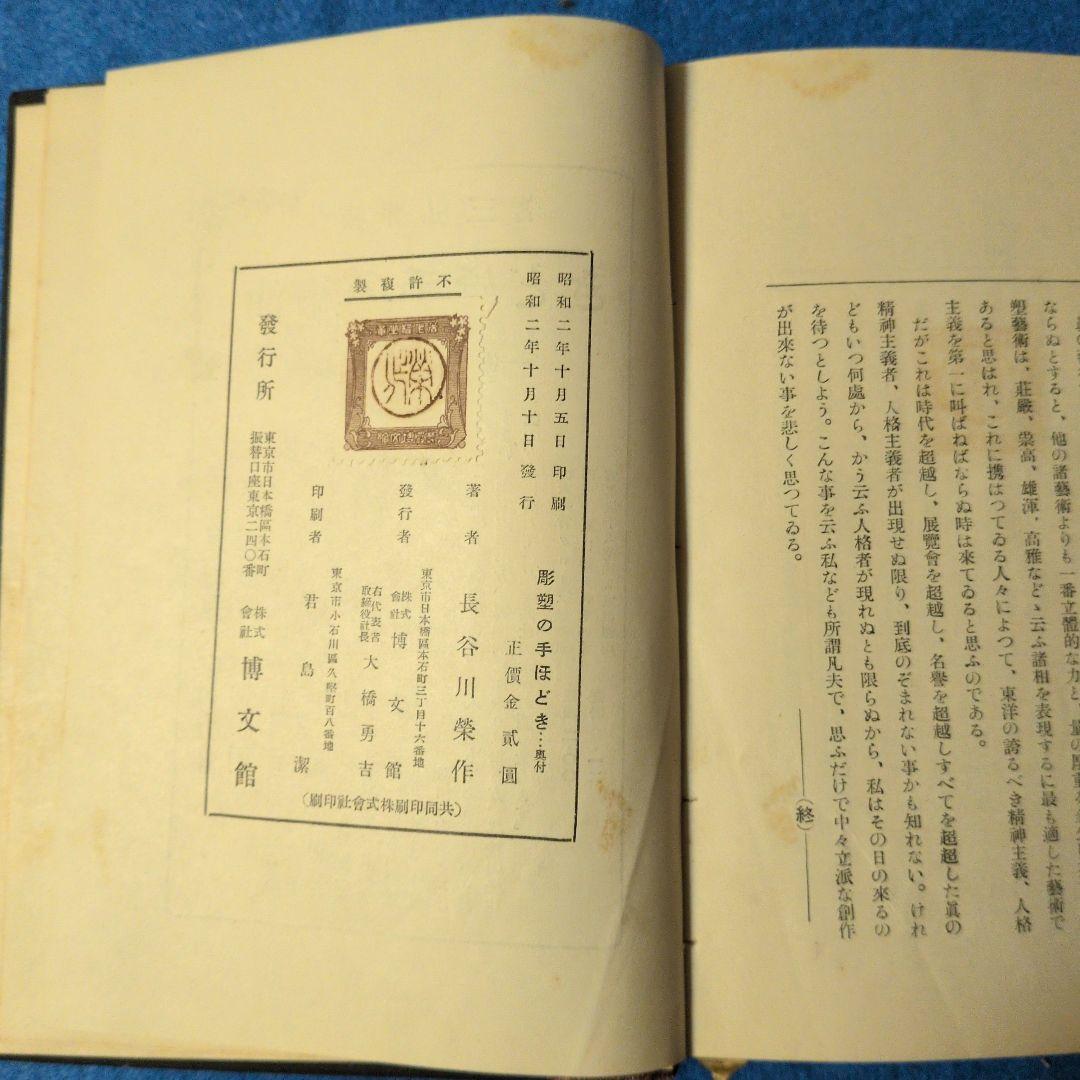 ならぬとすると、他の諸藝術よりも一番立體的な力と、量の
塑藝術は、莊嚴、崇高、雄渾、高雅などゝ云ふ諸相を表現するに最も適した藝術で
あると思はれ、これに携はつてゐる人々によつて、東洋の誇るべき精神主義、人格
主義を第一に叫ばねばならぬ時は來てゐると思ふのである。
だがこれは時代を超越し、展覽會を超越し、名譽を超越しすべてを超超した眞の
精神主義者、人格主義者が出現せぬ限り、到底のぞまれない事かも知れない。けれ
どもいつ何處から、かう云ふ人格者が現れぬとも限らぬから、私はその日の來るの
を待つとしよう。こんな事を云ふ私なども所謂凡夫で、思ふだけで中々立派な創作
が出來ない事を悲しく思つてゐる。
（終）
昭和二年十月五日印刷
昭和二年十月十日發行
彫塑の手ほどき…奥付
正價金貳圓
不許複製
著者 長谷川榮作
東京市日本橋區本石町三丁目十六番地
發行者 株式會社 博文館
右代表者取締役社長 大橋勇吉
東京市小石川區久堅町百八番地
印刷者 君島潔
（共同印刷株式會社印刷）
發行所
東京市日本橋區本石町
振替口座東京二四〇番
株式會社 博文館